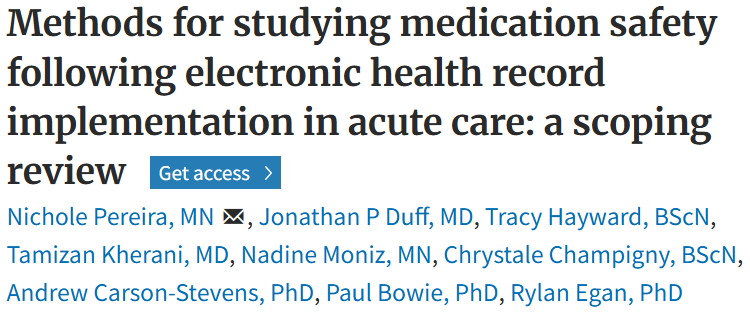 Methods for studying medication safety
following electronic health record
implementation in acute care: a scoping
review Get access
Nichole Pereira, MN, Jonathan P Duff, MD, Tracy Hayward, BScN,
Tamizan Kherani, MD, Nadine Moniz, MN, Chrystale Champigny, BScN,
Andrew Carson-Stevens, PhD, Paul Bowie, PhD, Rylan Egan, PhD